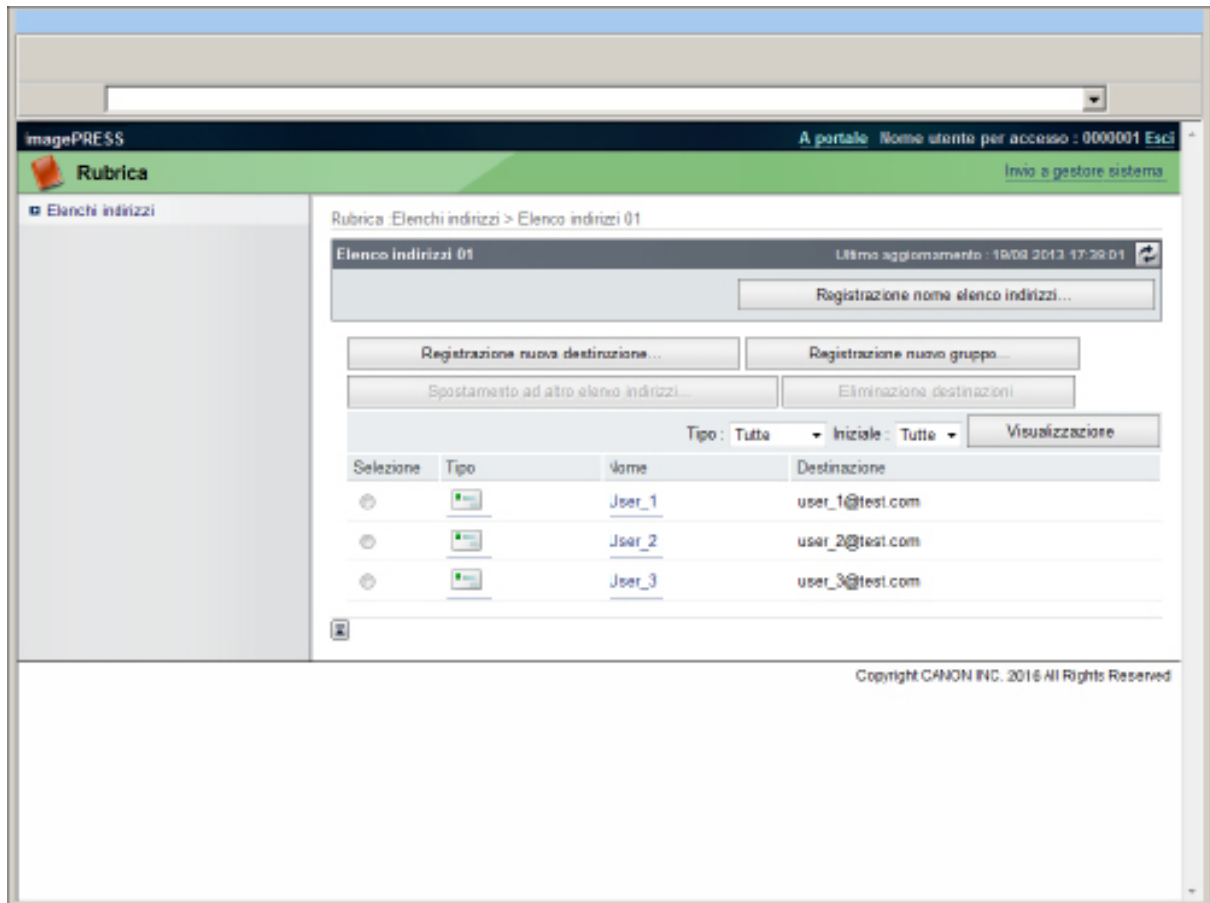 imagePRESS
A portale Nome utente per accesso : 0000001 Esci
Rubrica
Invio a gestore sistema
Elenchi indirizzi
Rubrica :Elenchi indirizzi > Elenco indirizzi 01
Elenco indirizzi 01
Ultimo aggiornamento : 19/09 2013 17:39:01
Registrazione nome elenco indirizzi...
Registrazione nuova destinazione...
Registrazione nuovo gruppo...
Spostamento ad altro elenco indirizzi...
Eliminazione destinazioni
Tipo : Tutte Iniziale : Tutte Visualizzazione
Selezione Tipo Nome Destinazione
User_1 user_1@test.com
User_2 user_2@test.com
User_3 user_3@test.com
Copyright CANON INC. 2016 All Rights Reserved